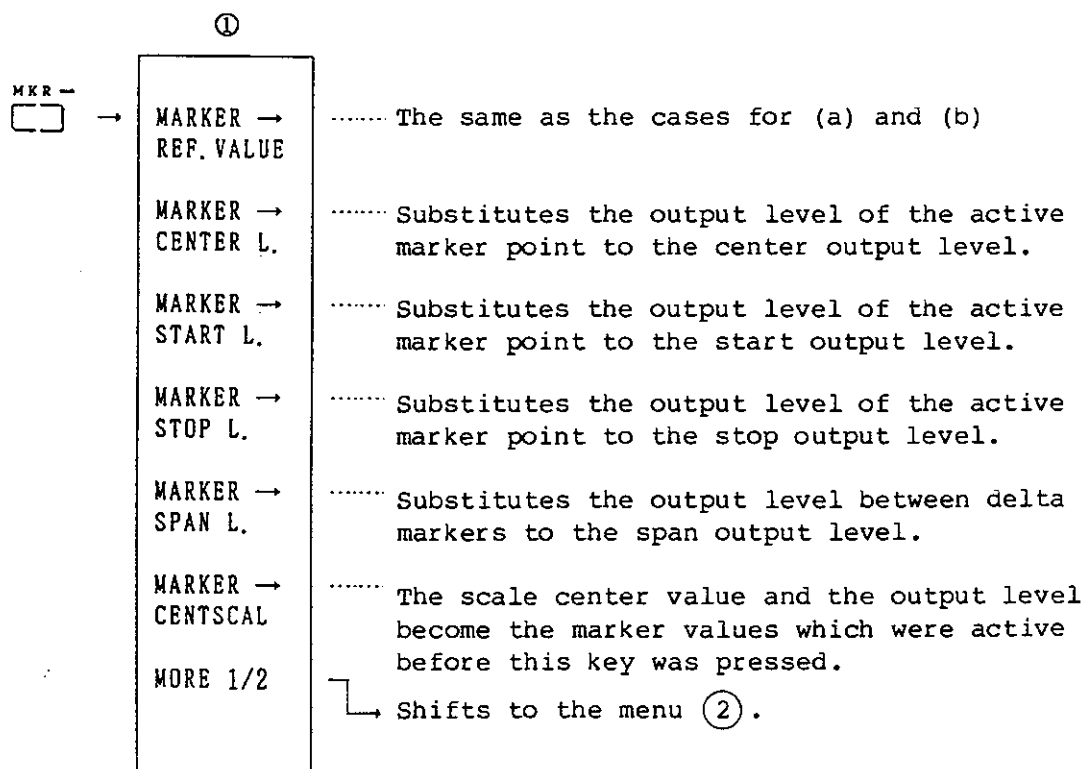 ①
MKR→
MARKER → ....... The same as the cases for (a) and (b)
REF. VALUE
MARKER → ....... Substitutes the output level of the active
CENTER L. marker point to the center output level.
MARKER → ....... Substitutes the output level of the active
START L. marker point to the start output level.
MARKER → ....... Substitutes the output level of the active
STOP L. marker point to the stop output level.
MARKER → ....... Substitutes the output level between delta
SPAN L. markers to the span output level.
MARKER → ....... The scale center value and the output level
CENTSCAL become the marker values which were active
before this key was pressed.
MORE 1/2
Shifts to the menu ②.